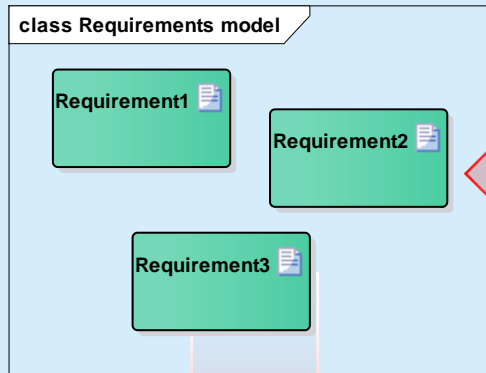 class Requirements model
Requirement1
Requirement2
Requirement3